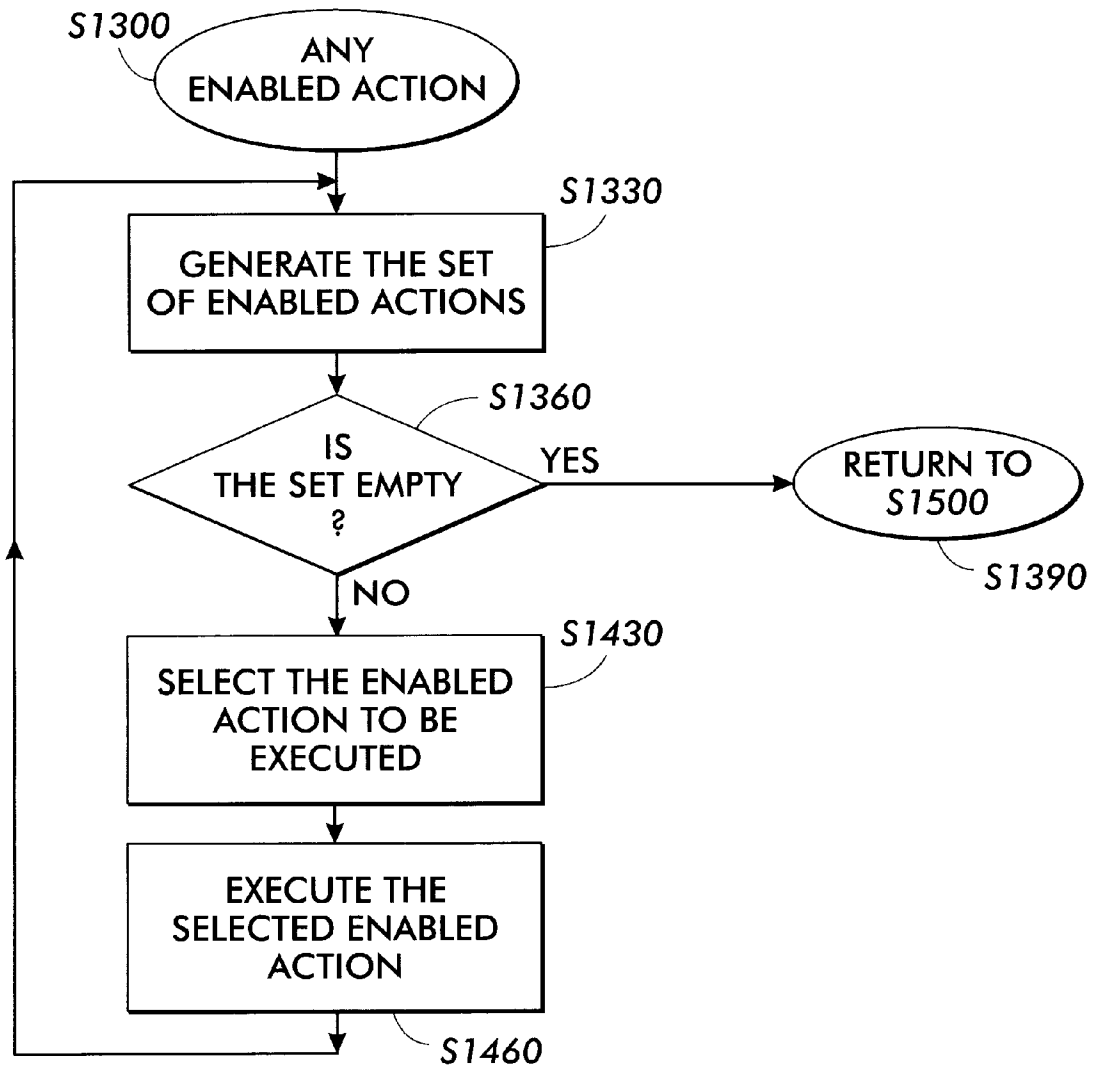 S1300
ANY
ENABLED ACTION
S1330
GENERATE THE SET
OF ENABLED ACTIONS
S1360
IS
THE SET EMPTY
?
YES
RETURN TO
S1500
S1390
NO
S1430
SELECT THE ENABLED
ACTION TO BE
EXECUTED
EXECUTE THE
SELECTED ENABLED
ACTION
S1460